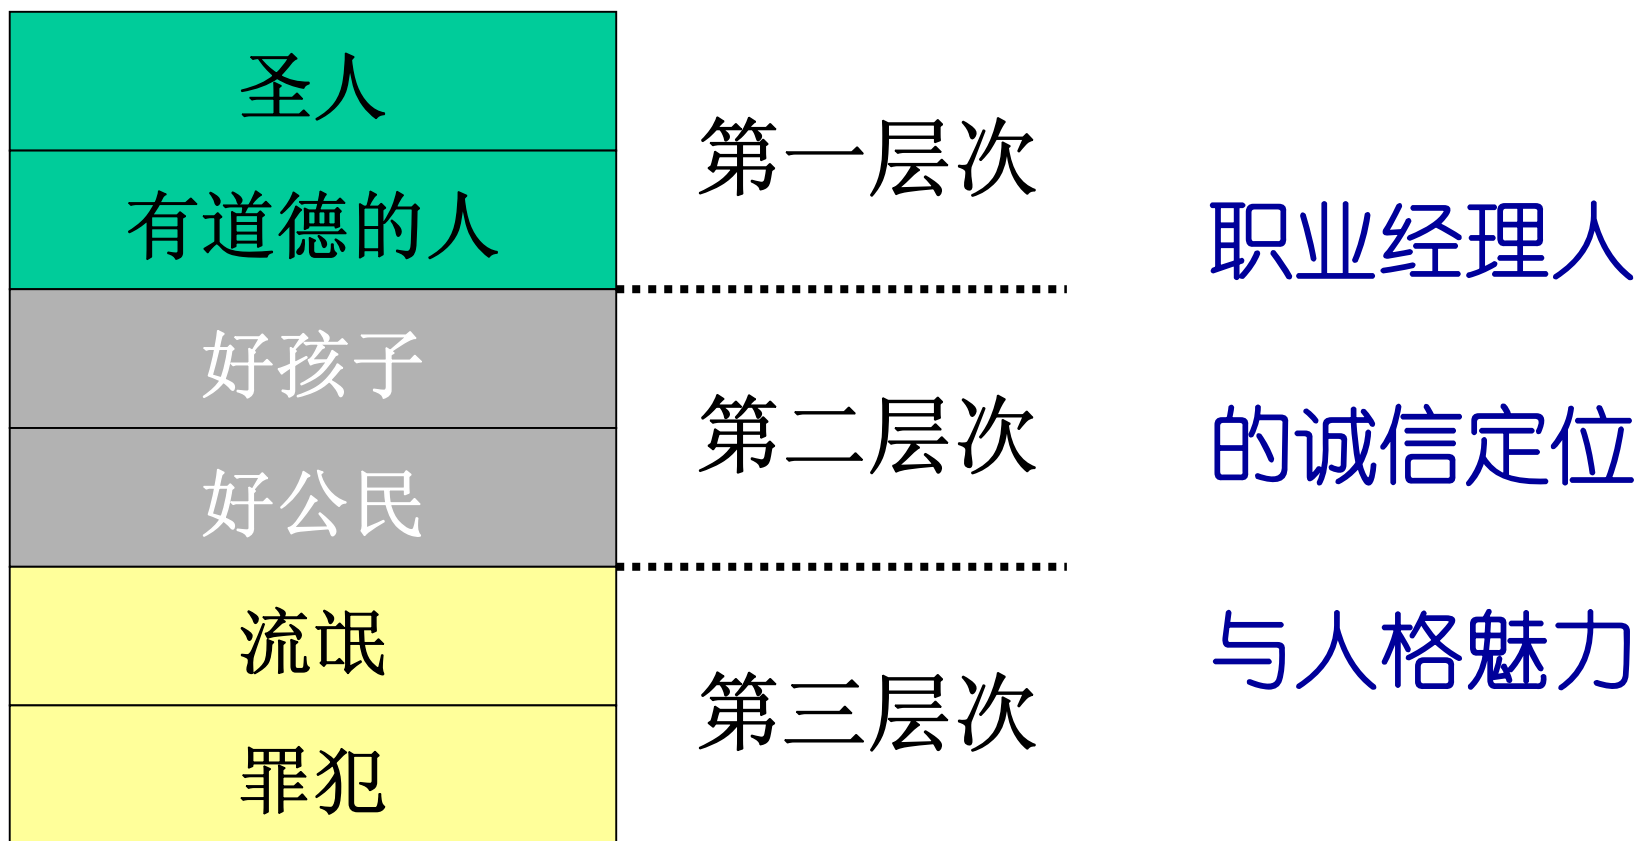 圣人
有道德的人
好孩子
好公民
流氓
罪犯
第一层次
第二层次
第三层次
职业经理人
的诚信定位
与人格魅力